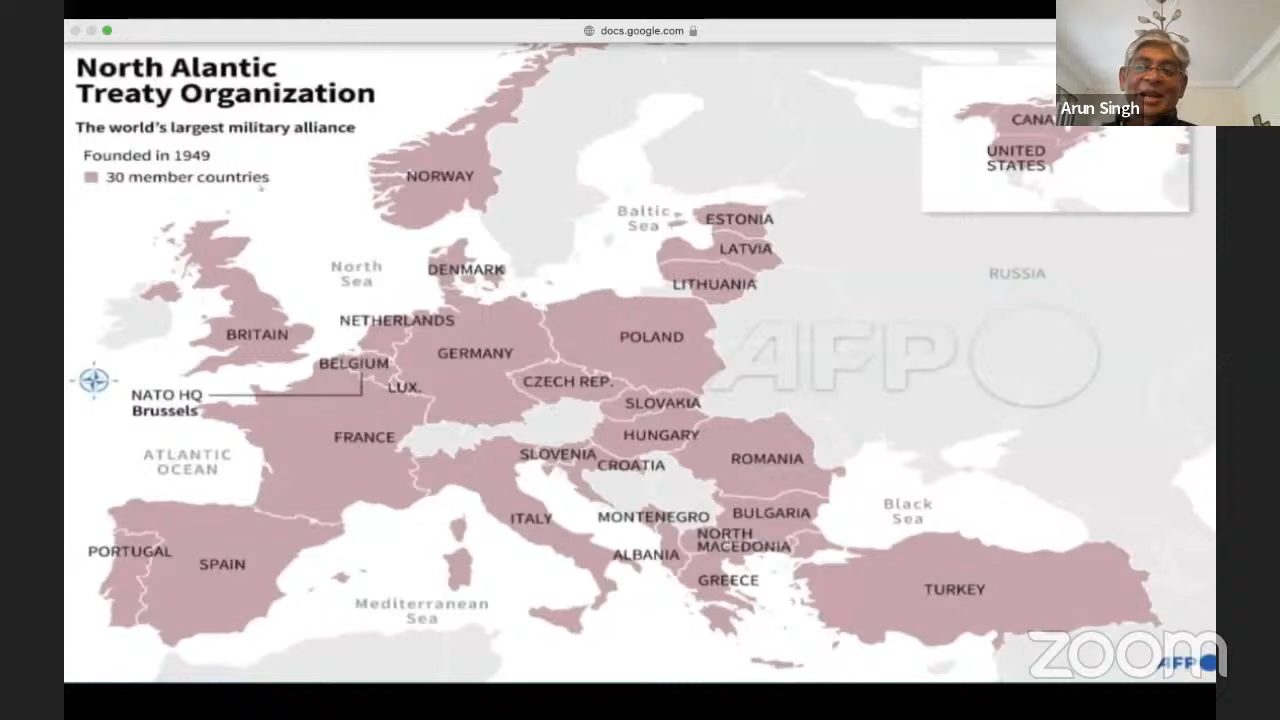 docs.google.com
North Alantic
Treaty Organization
The world's largest military alliance
Founded in 1949
30 member countries
Arun Singh
CANA
UNITED
STATES
NORWAY
Baltic
Sea
ESTONIA
LATVIA
LITHUANIA
North
Sea
DENMARK
RUSSIA
BRITAIN
NETHERLANDS
BELGIUM
GERMANY
POLAND
AFP
LUX.
CZECH REP.
NATO HQ
Brussels
SLOVAKIA
FRANCE
HUNGARY
ATLANTIC
OCEAN
SLOVENIA
CROATIA
ROMANIA
ITALY
MONTENEGRO
BULGARIA
Black
Sea
NORTH
MACEDONIA
PORTUGAL
SPAIN
ALBANIA
GREECE
TURKEY
Mediterranean
Sea
zoom
AFP